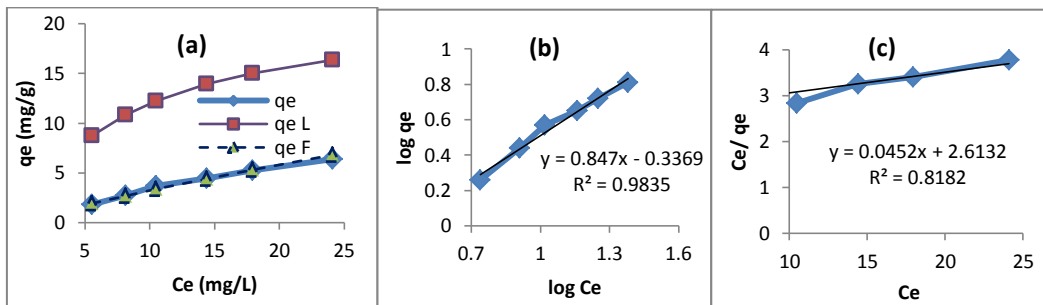 (a)
qe (mg/g)
20
15
10
5
0
5 10 15 20 25
Ce (mg/L)
qe
qe L
qe F
(b)
log qe
1
0.8
0.6
0.4
0.2
0
0.7 1 1.3 1.6
log Ce
y = 0.847x - 0.3369
R² = 0.9835
(c)
Ce/ qe
4
3
2
1
0
10 15 20 25
Ce
y = 0.0452x + 2.6132
R² = 0.8182